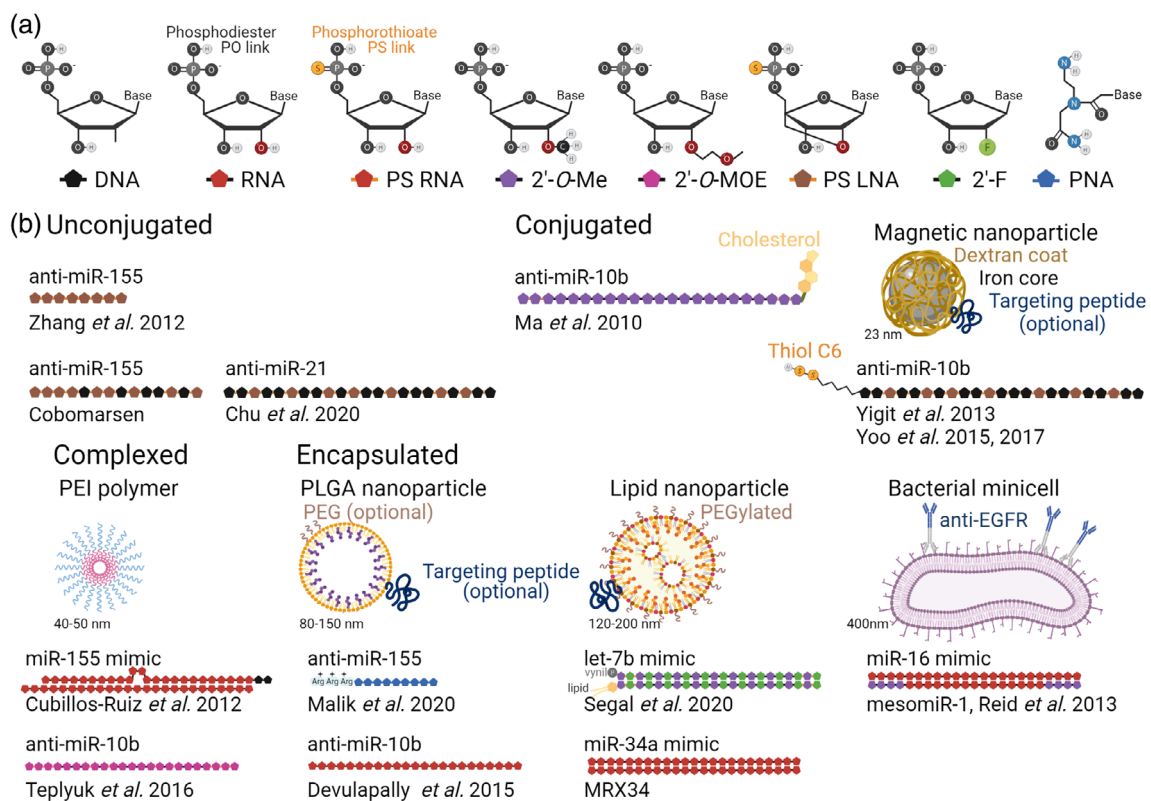 (a)
Phosphodiester
PO link
Phosphorothioate
PS link
Base Base Base Base Base Base Base Base
DNA RNA PS RNA 2'-O-Me 2'-O-MOE PS LNA 2'-F PNA
(b) Unconjugated
anti-miR-155
Zhang et al. 2012
anti-miR-155
Cobomarsen
anti-miR-21
Chu et al. 2020
Conjugated
Cholesterol
anti-miR-10b
Ma et al. 2010
Magnetic nanoparticle
Dextran coat
Iron core
Targeting peptide
(optional)
23 nm
Thiol C6
anti-miR-10b
Yigit et al. 2013
Yoo et al. 2015, 2017
Complexed
PEI polymer
40-50 nm
miR-155 mimic
Cubillos-Ruiz et al. 2012
anti-miR-10b
Teplyuk et al. 2016
Encapsulated
PLGA nanoparticle
PEG (optional)
Targeting peptide
(optional)
80-150 nm
anti-miR-155
+ + +
Arg Arg Arg
Malik et al. 2020
anti-miR-10b
Devulapally et al. 2015
Lipid nanoparticle
PEGylated
120-200 nm
let-7b mimic
vynil P
lipid
Segal et al. 2020
miR-34a mimic
MRX34
Bacterial minicell
anti-EGFR
400nm
miR-16 mimic
mesomiR-1, Reid et al. 2013